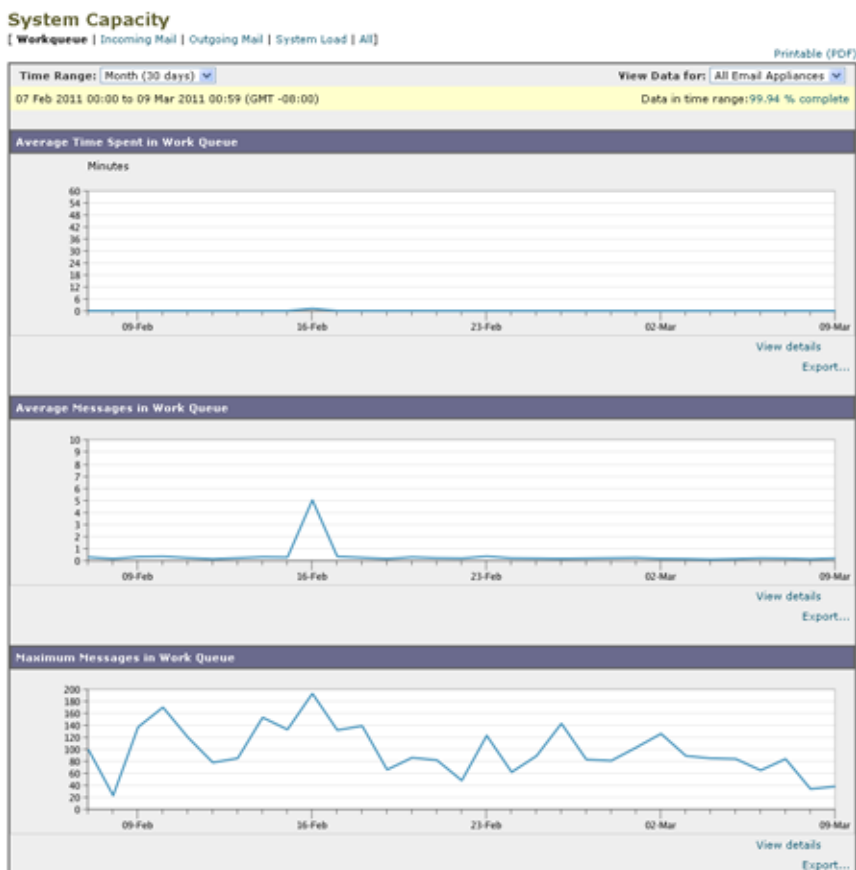 System Capacity
[ Workqueue | Incoming Mail | Outgoing Mail | System Load | All]
Printable (PDF)
Time Range: Month (30 days) View Data for: All Email Appliances
07 Feb 2011 00:00 to 09 Mar 2011 00:59 (GMT -08:00) Data in time range:99.94 % complete
Average Time Spent in Work Queue
Minutes
60
54
48
42
36
30
24
18
12
6
0
09-Feb 16-Feb 23-Feb 02-Mar 09-Mar
View details
Export...
Average Messages in Work Queue
10
9
8
7
6
5
4
3
2
1
0
09-Feb 16-Feb 23-Feb 02-Mar 09-Mar
View details
Export...
Maximum Messages in Work Queue
200
180
160
140
120
100
80
60
40
20
0
09-Feb 16-Feb 23-Feb 02-Mar 09-Mar
View details
Export...